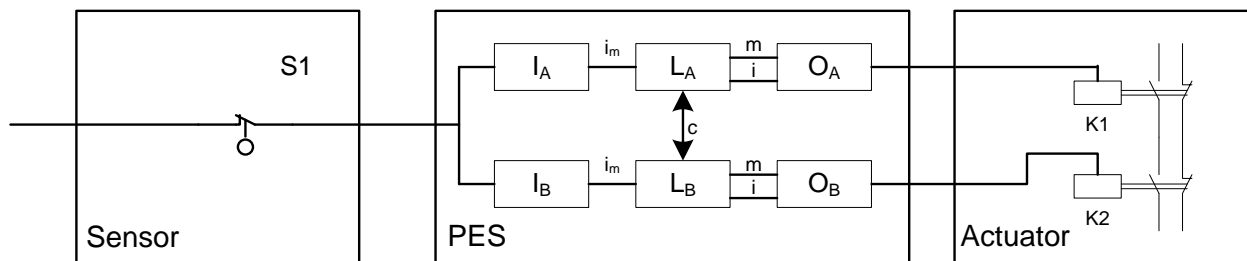 S1
Sensor
i_m
m
I_A
L_A
i
O_A
c
i_m
m
I_B
L_B
i
O_B
PES
K1
K2
Actuator